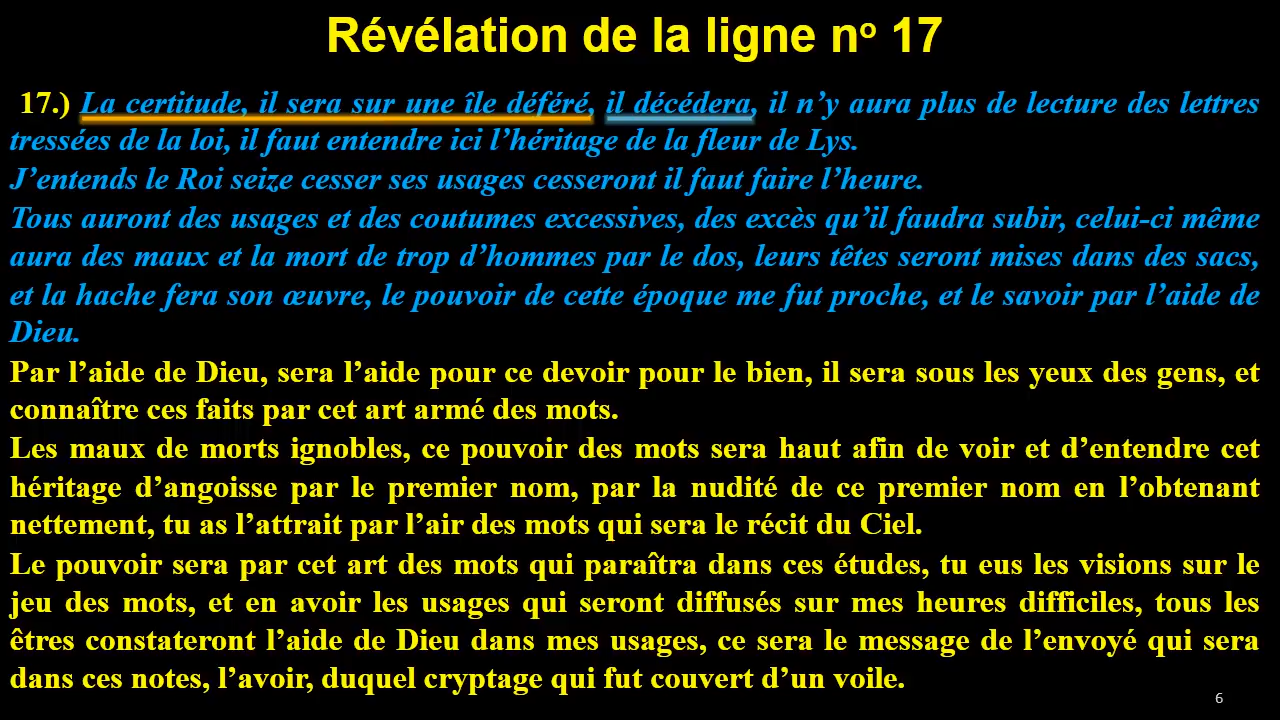 Révélation de la ligne nº 17
17.) La certitude, il sera sur une île déféré, il décédera, il n’y aura plus de lecture des lettres
tressées de la loi, il faut entendre ici l’héritage de la fleur de Lys.
J’entends le Roi seize cesser ses usages cesseront il faut faire l’heure.
Tous auront des usages et des coutumes excessives, des excès qu’il faudra subir, celui-ci même
aura des maux et la mort de trop d’hommes par le dos, leurs têtes seront mises dans des sacs,
et la hache fera son œuvre, le pouvoir de cette époque me fut proche, et le savoir par l’aide de
Dieu.
Par l’aide de Dieu, sera l’aide pour ce devoir pour le bien, il sera sous les yeux des gens, et
connaître ces faits par cet art armé des mots.
Les maux de morts ignobles, ce pouvoir des mots sera haut afin de voir et d’entendre cet
héritage d’angoisse par le premier nom, par la nudité de ce premier nom en l’obtenant
nettement, tu as l’attrait par l’air des mots qui sera le récit du Ciel.
Le pouvoir sera par cet art des mots qui paraîtra dans ces études, tu eus les visions sur le
jeu des mots, et en avoir les usages qui seront diffusés sur mes heures difficiles, tous les
êtres constateront l’aide de Dieu dans mes usages, ce sera le message de l’envoyé qui sera
dans ces notes, l’avoir, duquel cryptage qui fut couvert d’un voile.
6